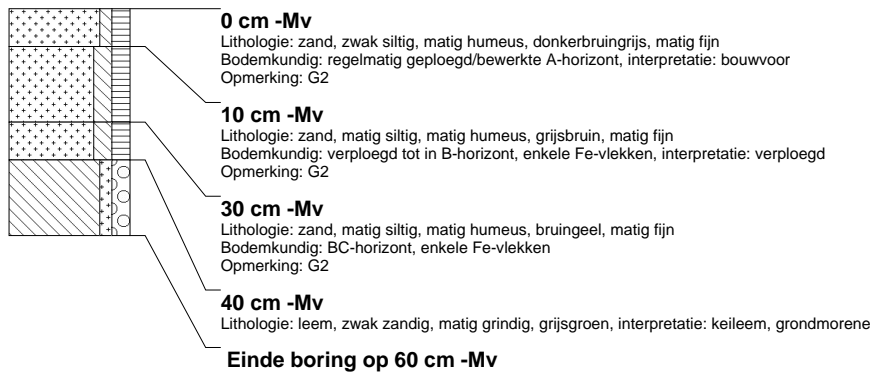 0 cm -Mv
Lithologie: zand, zwak siltig, matig humeus, donkerbruingrijs, matig fijn
Bodemkundig: regelmatig geploegd/bewerkte A-horizont, interpretatie: bouwvoor
Opmerking: G2
10 cm -Mv
Lithologie: zand, matig siltig, matig humeus, grijsbruin, matig fijn
Bodemkundig: verploegd tot in B-horizont, enkele Fe-vlekken, interpretatie: verploegd
Opmerking: G2
30 cm -Mv
Lithologie: zand, matig siltig, matig humeus, bruingeel, matig fijn
Bodemkundig: BC-horizont, enkele Fe-vlekken
Opmerking: G2
40 cm -Mv
Lithologie: leem, zwak zandig, matig grindig, grijsgroen, interpretatie: keileem, grondmorene
Einde boring op 60 cm -Mv